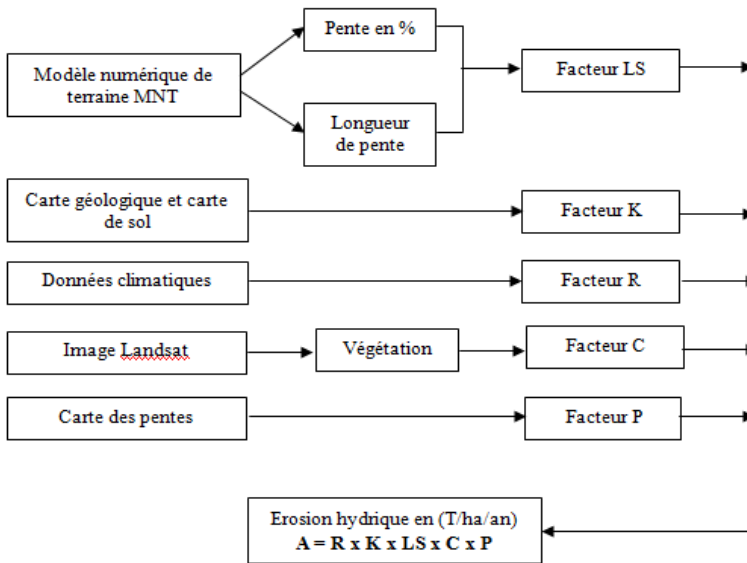 Pente en %
Modèle numérique de
terraine MNT
Facteur LS
Longueur
de pente
Carte géologique et carte
de sol
Facteur K
Données climatiques
Facteur R
Image Landsat
Végétation
Facteur C
Carte des pentes
Facteur P
Erosion hydrique en (T/ha/an)
A = R x K x LS x C x P